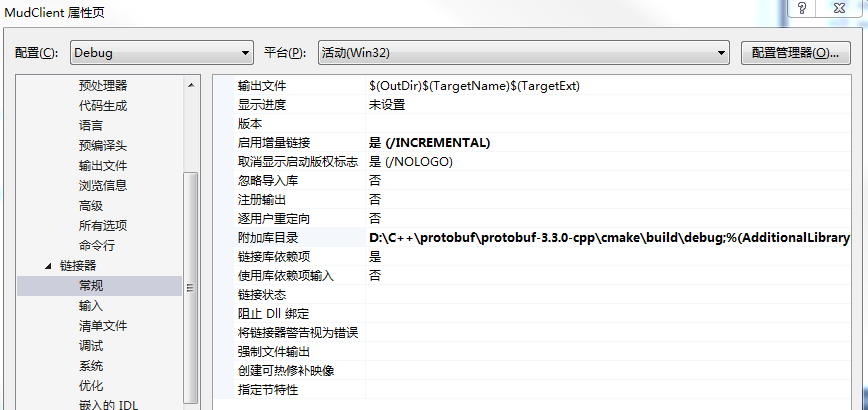 MudClient 属性页
配置(C): Debug 平台(P): 活动(Win32) 配置管理器(O)...
预处理器
代码生成
语言
预编译头
输出文件
浏览信息
高级
所有选项
命令行
链接器
常规
输入
清单文件
调试
系统
优化
嵌入的 IDL
输出文件 $(OutDir)$(TargetName)$(TargetExt)
显示进度 未设置
版本
启用增量链接 是 (/INCREMENTAL)
取消显示启动版权标志 是 (/NOLOGO)
忽略导入库 否
注册输出 否
逐用户重定向 否
附加库目录 D:\C++\protobuf\protobuf-3.3.0-cpp\cmake\build\debug;%(AdditionalLibrary
链接库依赖项 是
使用库依赖项输入 否
链接状态
阻止 Dll 绑定
将链接器警告视为错误
强制文件输出
创建可热修补映像
指定节特性